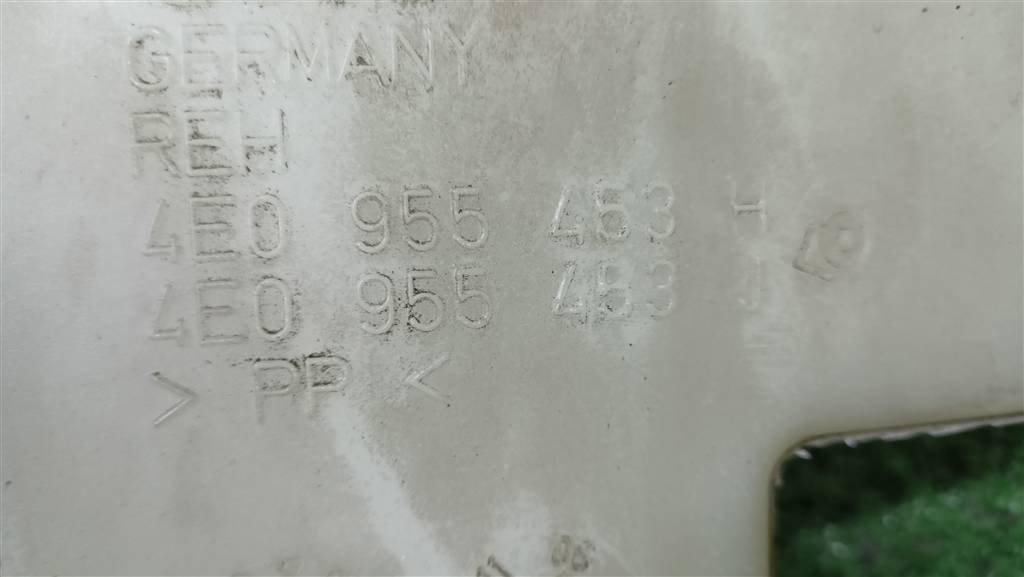 GERMANY
REH
4E0 955 453 H
4E0 955 453 J
> PP <